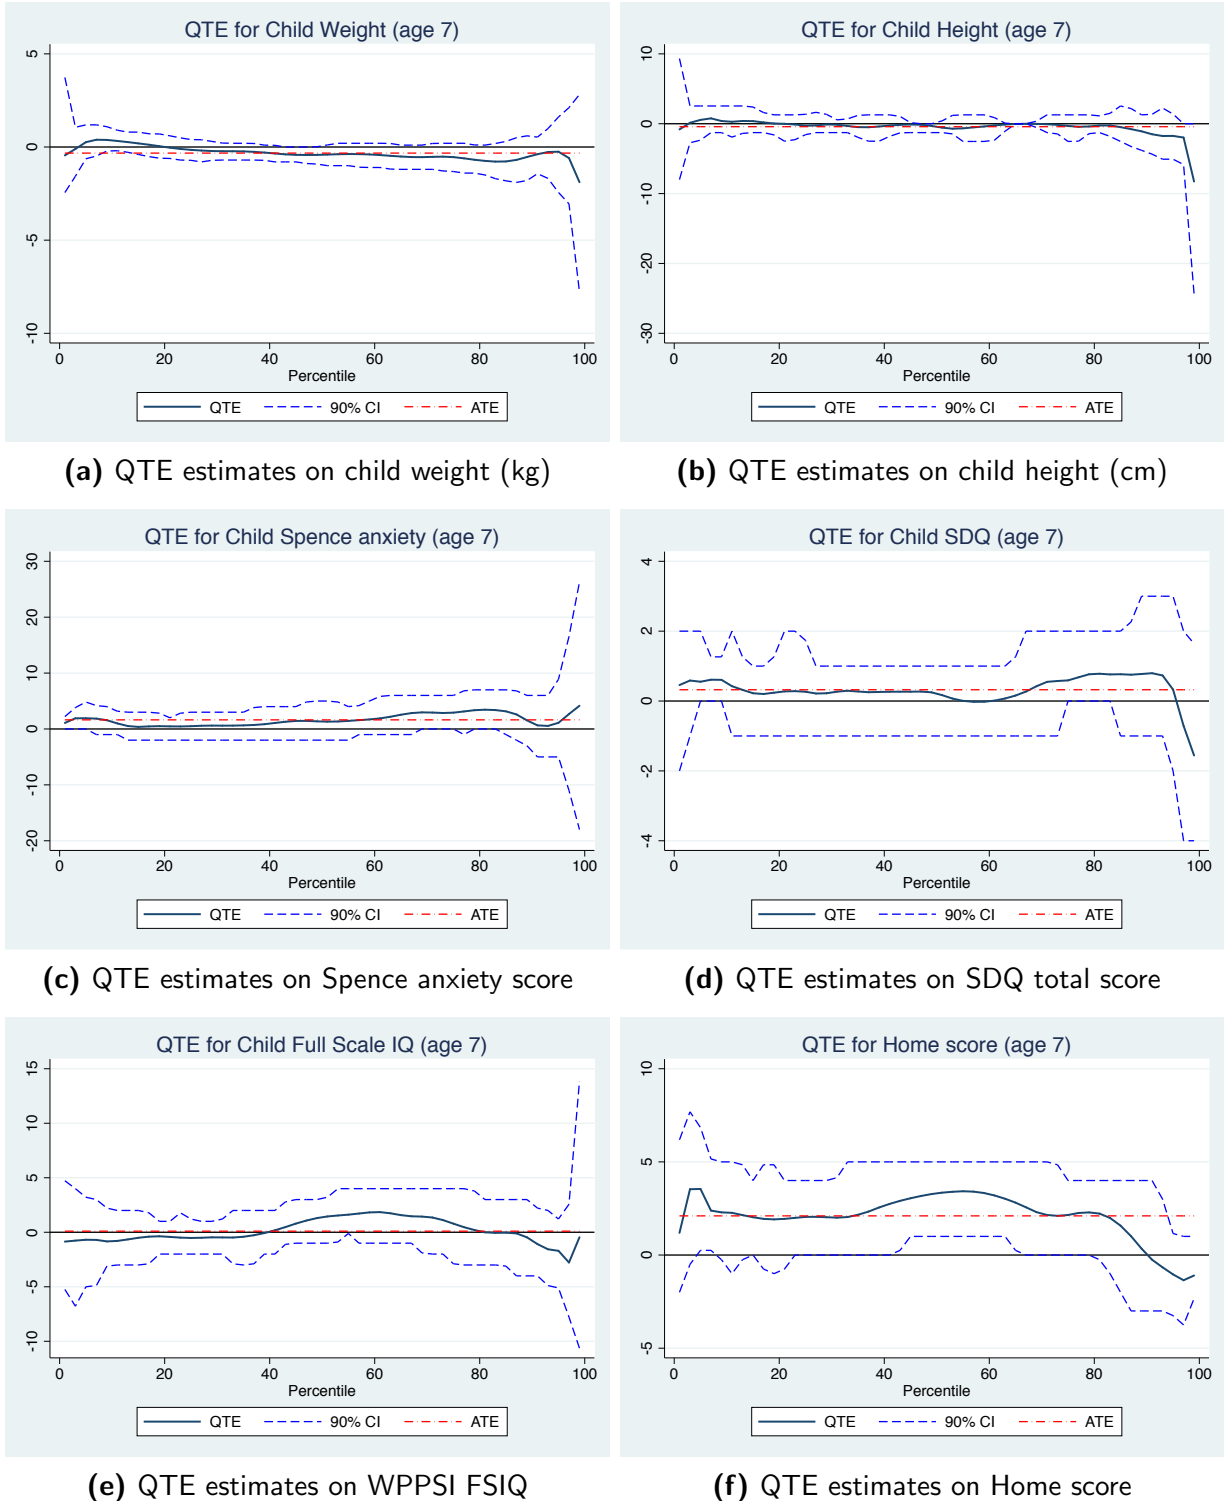 QTE for Child Weight (age 7)
5
0
-5
-10
0 20 40 60 80 100
Percentile
QTE 90% CI ATE
(a) QTE estimates on child weight (kg)
QTE for Child Height (age 7)
10
0
-10
-20
-30
0 20 40 60 80 100
Percentile
QTE 90% CI ATE
(b) QTE estimates on child height (cm)
QTE for Child Spence anxiety (age 7)
30
20
10
0
-10
-20
0 20 40 60 80 100
Percentile
QTE 90% CI ATE
(c) QTE estimates on Spence anxiety score
QTE for Child SDQ (age 7)
4
2
0
-2
-4
0 20 40 60 80 100
Percentile
QTE 90% CI ATE
(d) QTE estimates on SDQ total score
QTE for Child Full Scale IQ (age 7)
15
10
5
0
-5
-10
0 20 40 60 80 100
Percentile
QTE 90% CI ATE
(e) QTE estimates on WPPSI FSIQ
QTE for Home score (age 7)
10
5
0
-5
0 20 40 60 80 100
Percentile
QTE 90% CI ATE
(f) QTE estimates on Home score